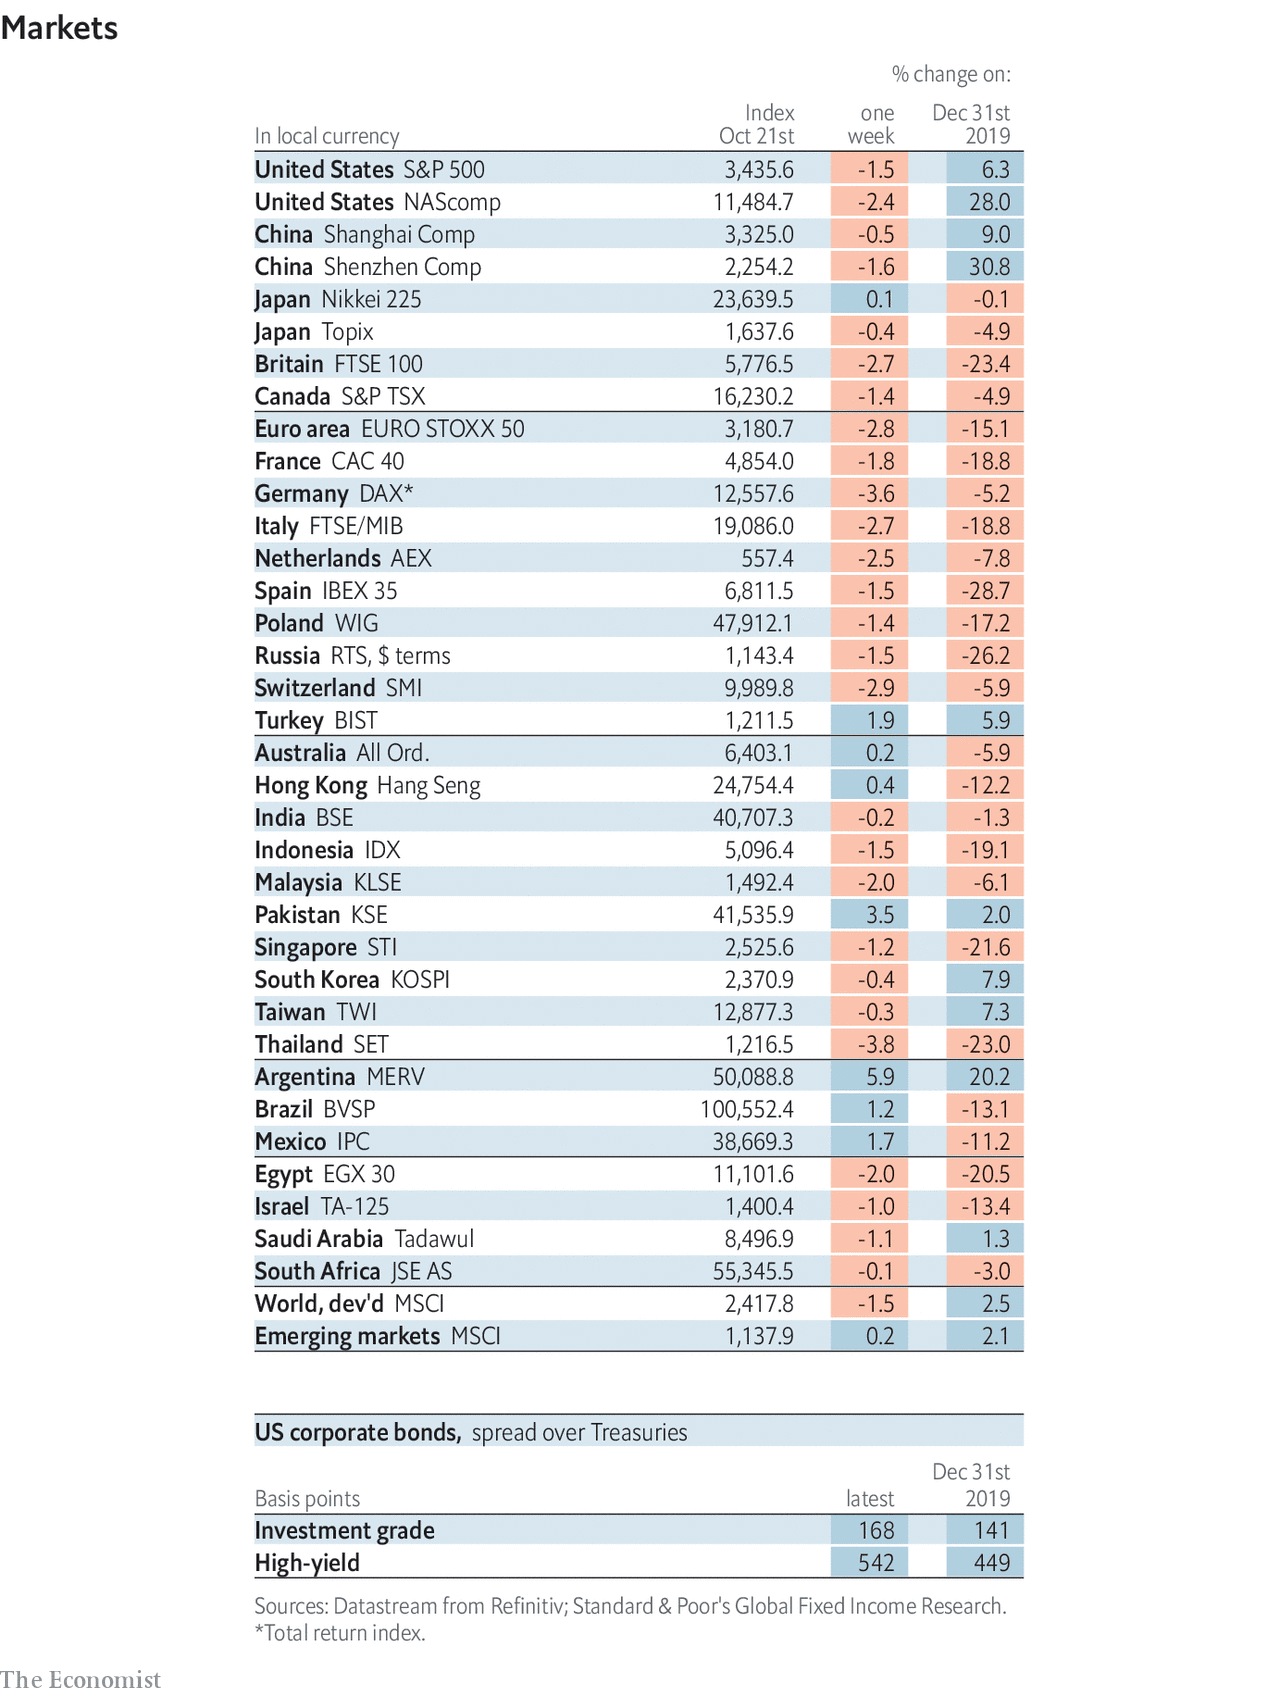 Markets
% change on:
Index one Dec 31st
In local currency Oct 21st week 2019
United States S&P 500 3,435.6 -1.5 6.3
United States NAScomp 11,484.7 -2.4 28.0
China Shanghai Comp 3,325.0 -0.5 9.0
China Shenzhen Comp 2,254.2 -1.6 30.8
Japan Nikkei 225 23,639.5 0.1 -0.1
Japan Topix 1,637.6 -0.4 -4.9
Britain FTSE 100 5,776.5 -2.7 -23.4
Canada S&P TSX 16,230.2 -1.4 -4.9
Euro area EURO STOXX 50 3,180.7 -2.8 -15.1
France CAC 40 4,854.0 -1.8 -18.8
Germany DAX* 12,557.6 -3.6 -5.2
Italy FTSE/MIB 19,086.0 -2.7 -18.8
Netherlands AEX 557.4 -2.5 -7.8
Spain IBEX 35 6,811.5 -1.5 -28.7
Poland WIG 47,912.1 -1.4 -17.2
Russia RTS, $ terms 1,143.4 -1.5 -26.2
Switzerland SMI 9,989.8 -2.9 -5.9
Turkey BIST 1,211.5 1.9 5.9
Australia All Ord. 6,403.1 0.2 -5.9
Hong Kong Hang Seng 24,754.4 0.4 -12.2
India BSE 40,707.3 -0.2 -1.3
Indonesia IDX 5,096.4 -1.5 -19.1
Malaysia KLSE 1,492.4 -2.0 -6.1
Pakistan KSE 41,535.9 3.5 2.0
Singapore STI 2,525.6 -1.2 -21.6
South Korea KOSPI 2,370.9 -0.4 7.9
Taiwan TWI 12,877.3 -0.3 7.3
Thailand SET 1,216.5 -3.8 -23.0
Argentina MERV 50,088.8 5.9 20.2
Brazil BVSP 100,552.4 1.2 -13.1
Mexico IPC 38,669.3 1.7 -11.2
Egypt EGX 30 11,101.6 -2.0 -20.5
Israel TA-125 1,400.4 -1.0 -13.4
Saudi Arabia Tadawul 8,496.9 -1.1 1.3
South Africa JSE AS 55,345.5 -0.1 -3.0
World, dev'd MSCI 2,417.8 -1.5 2.5
Emerging markets MSCI 1,137.9 0.2 2.1
US corporate bonds, spread over Treasuries
Dec 31st
Basis points latest 2019
Investment grade 168 141
High-yield 542 449
Sources: Datastream from Refinitiv; Standard & Poor's Global Fixed Income Research.
*Total return index.
The Economist